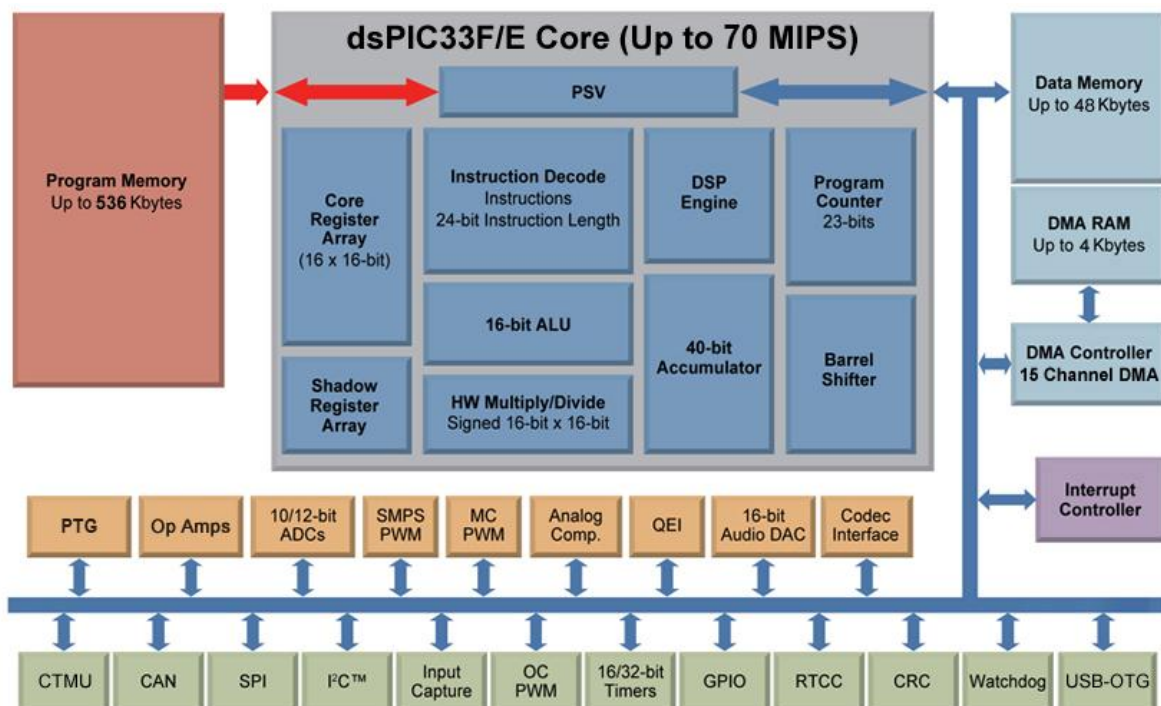 dsPIC33F/E Core (Up to 70 MIPS)
Program Memory
Up to 536 Kbytes
PSV
Core
Register
Array
(16 x 16-bit)
Shadow
Register
Array
Instruction Decode
Instructions
24-bit Instruction Length
16-bit ALU
HW Multiply/Divide
Signed 16-bit x 16-bit
DSP
Engine
40-bit
Accumulator
Program
Counter
23-bits
Barrel
Shifter
Data Memory
Up to 48 Kbytes
DMA RAM
Up to 4 Kbytes
DMA Controller
15 Channel DMA
Interrupt
Controller
PTG
Op Amps
10/12-bit
ADCs
SMPS
PWM
MC
PWM
Analog
Comp.
QEI
16-bit
Audio DAC
Codec
Interface
CTMU
CAN
SPI
I²C™
Input
Capture
OC
PWM
16/32-bit
Timers
GPIO
RTCC
CRC
Watchdog
USB-OTG